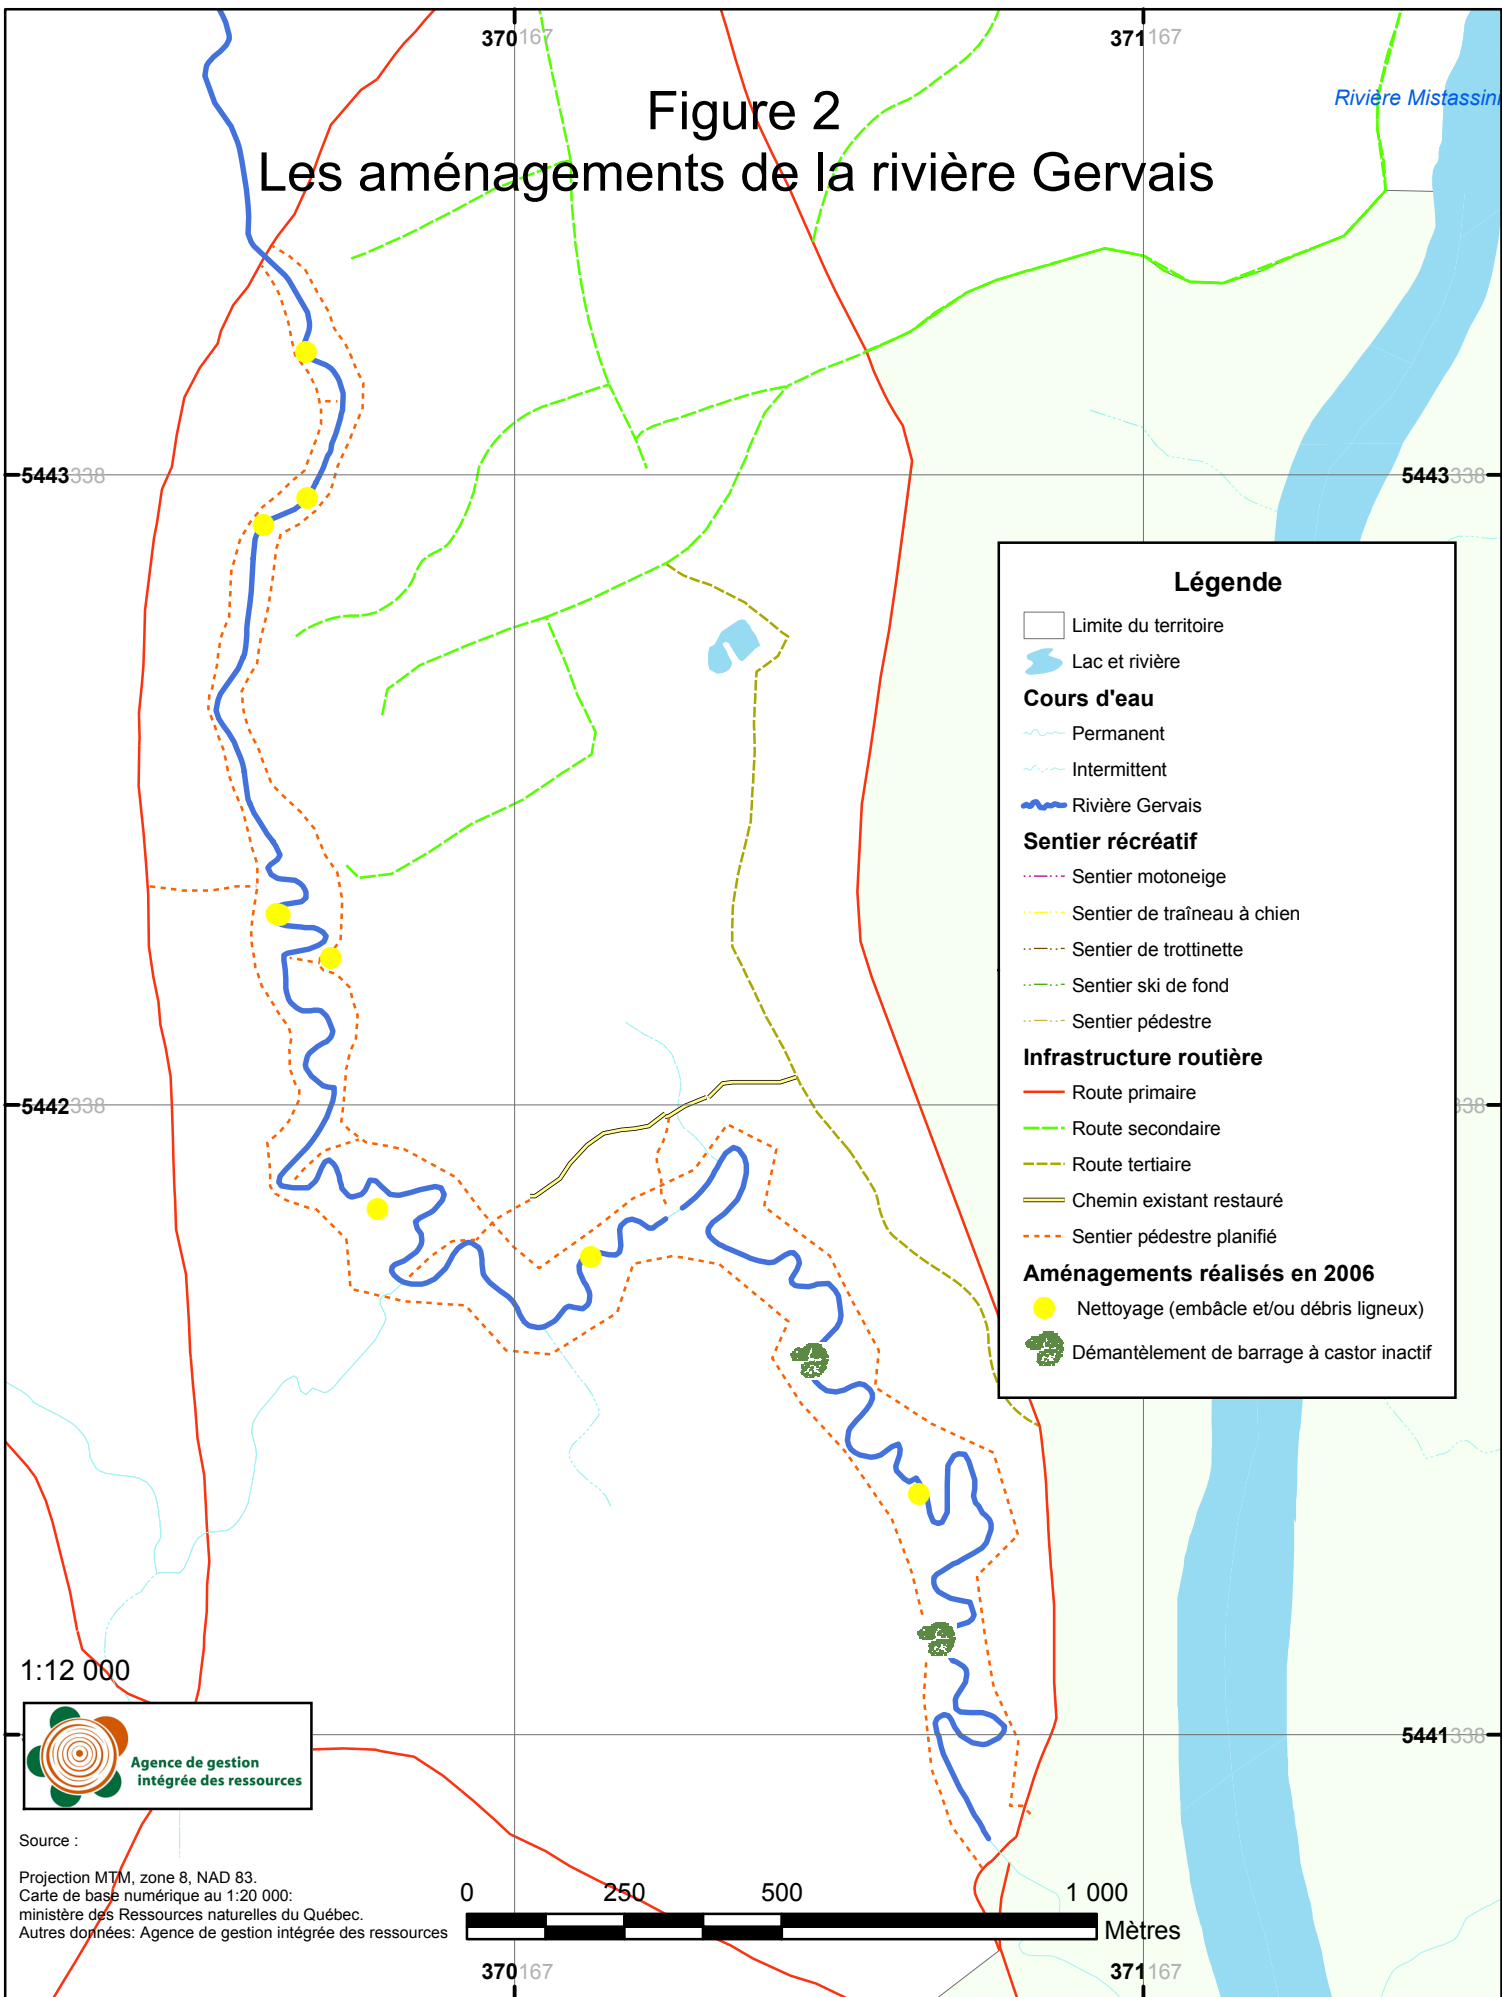 370167
371167
Rivière Mistassini
Figure 2
Les aménagements de la rivière Gervais
5443338
5443338
Légende
Limite du territoire
Lac et rivière
Cours d'eau
Permanent
Intermittent
Rivière Gervais
Sentier récréatif
Sentier motoneige
Sentier de traîneau à chien
Sentier de trottinette
Sentier ski de fond
Sentier pédestre
Infrastructure routière
Route primaire
Route secondaire
Route tertiaire
Chemin existant restauré
Sentier pédestre planifié
Aménagements réalisés en 2006
Nettoyage (embâcle et/ou débris ligneux)
Démantèlement de barrage à castor inactif
5442338
338
1:12 000
Agence de gestion
intégrée des ressources
5441338
Source :
Projection MTM, zone 8, NAD 83.
Carte de base numérique au 1:20 000:
ministère des Ressources naturelles du Québec.
Autres données: Agence de gestion intégrée des ressources
0 250 500 1 000
Mètres
370167
371167